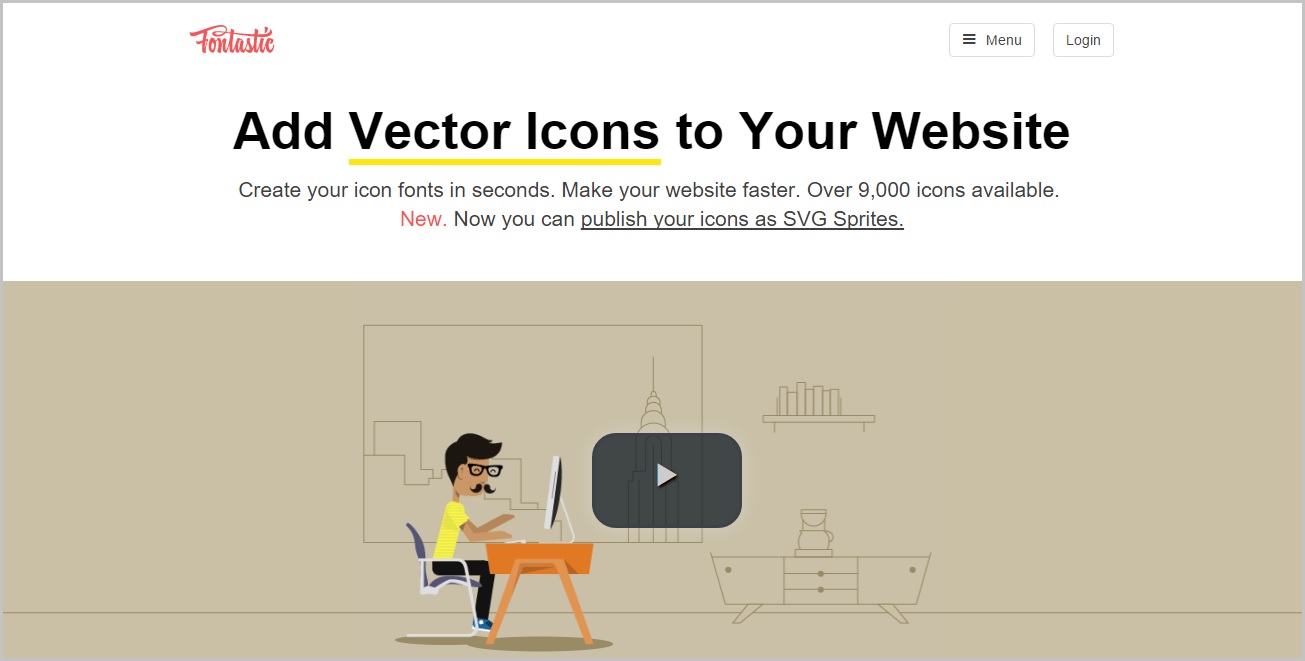 Fontastic
Menu
Login
Add Vector Icons to Your Website
Create your icon fonts in seconds. Make your website faster. Over 9,000 icons available.
New. Now you can publish your icons as SVG Sprites.